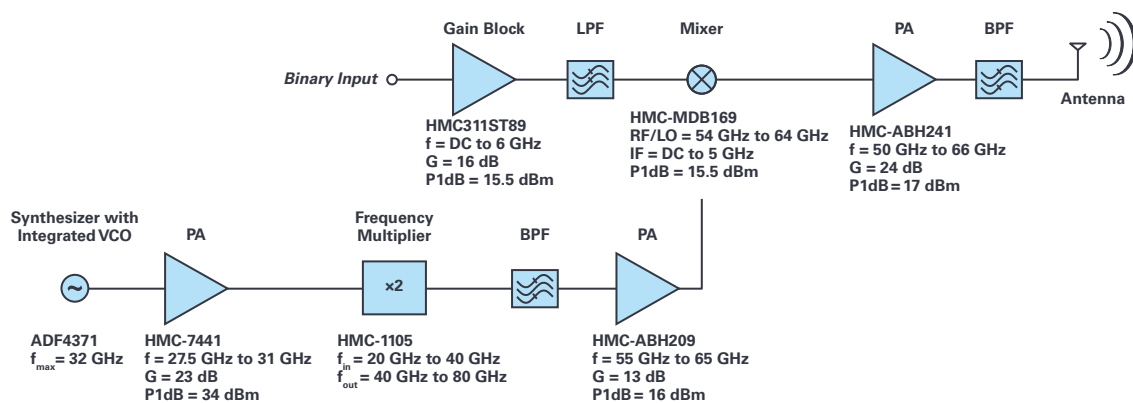 Gain Block
LPF
Mixer
PA
BPF
Binary Input
Antenna
HMC311ST89
f = DC to 6 GHz
G = 16 dB
P1dB = 15.5 dBm
HMC-MDB169
RF/LO = 54 GHz to 64 GHz
IF = DC to 5 GHz
P1dB = 15.5 dBm
HMC-ABH241
f = 50 GHz to 66 GHz
G = 24 dB
P1dB = 17 dBm
Synthesizer with
Integrated VCO
PA
Frequency
Multiplier
BPF
PA
~
×2
ADF4371
fmax = 32 GHz
HMC-7441
f = 27.5 GHz to 31 GHz
G = 23 dB
P1dB = 34 dBm
HMC-1105
fin = 20 GHz to 40 GHz
fout = 40 GHz to 80 GHz
HMC-ABH209
f = 55 GHz to 65 GHz
G = 13 dB
P1dB = 16 dBm